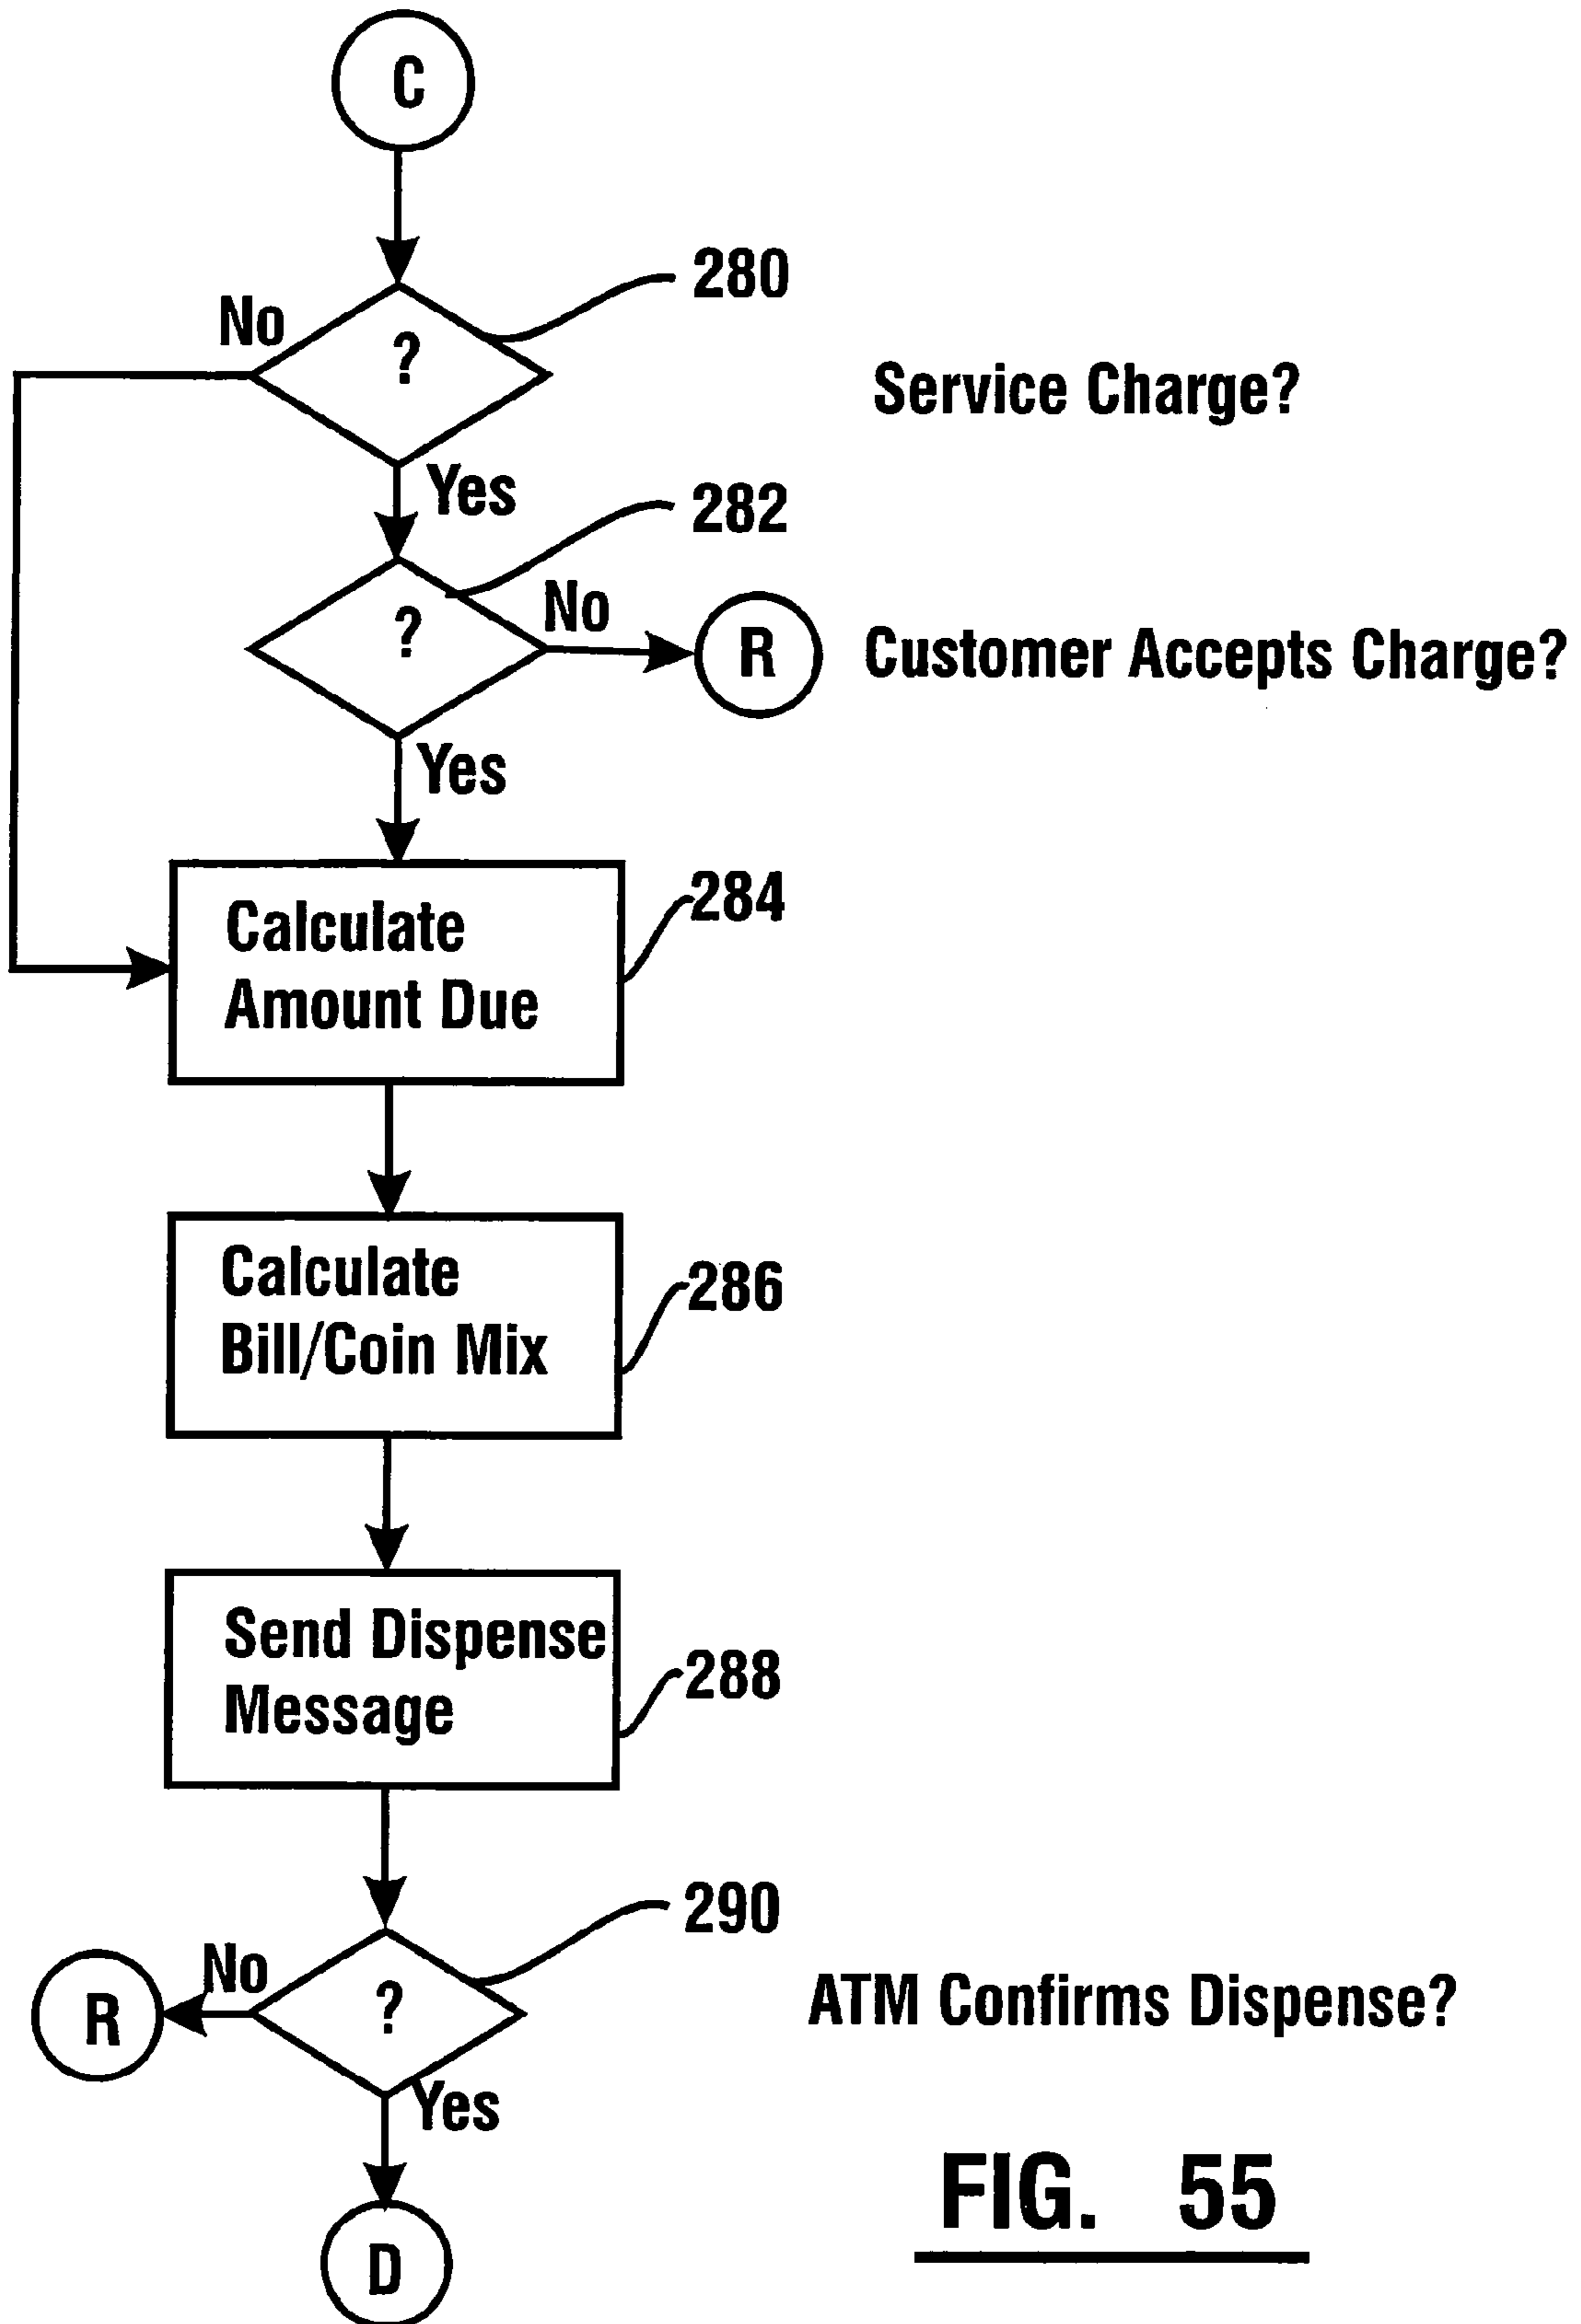 C
280
No
?
Service Charge?
Yes
282
No
?
R
Customer Accepts Charge?
Yes
284
Calculate
Amount Due
Calculate
286
Bill/Coin Mix
Send Dispense
288
Message
290
No
R
?
ATM Confirms Dispense?
Yes
FIG. 55
D